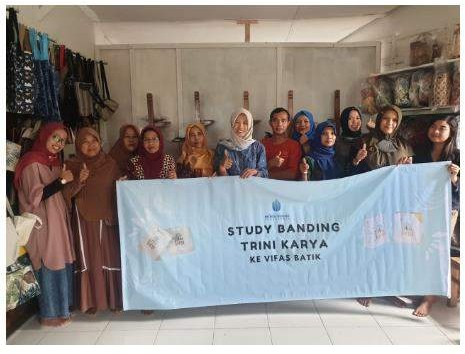 STUDY BANDING
TRINI KARYA
KE VIFAS BATIK